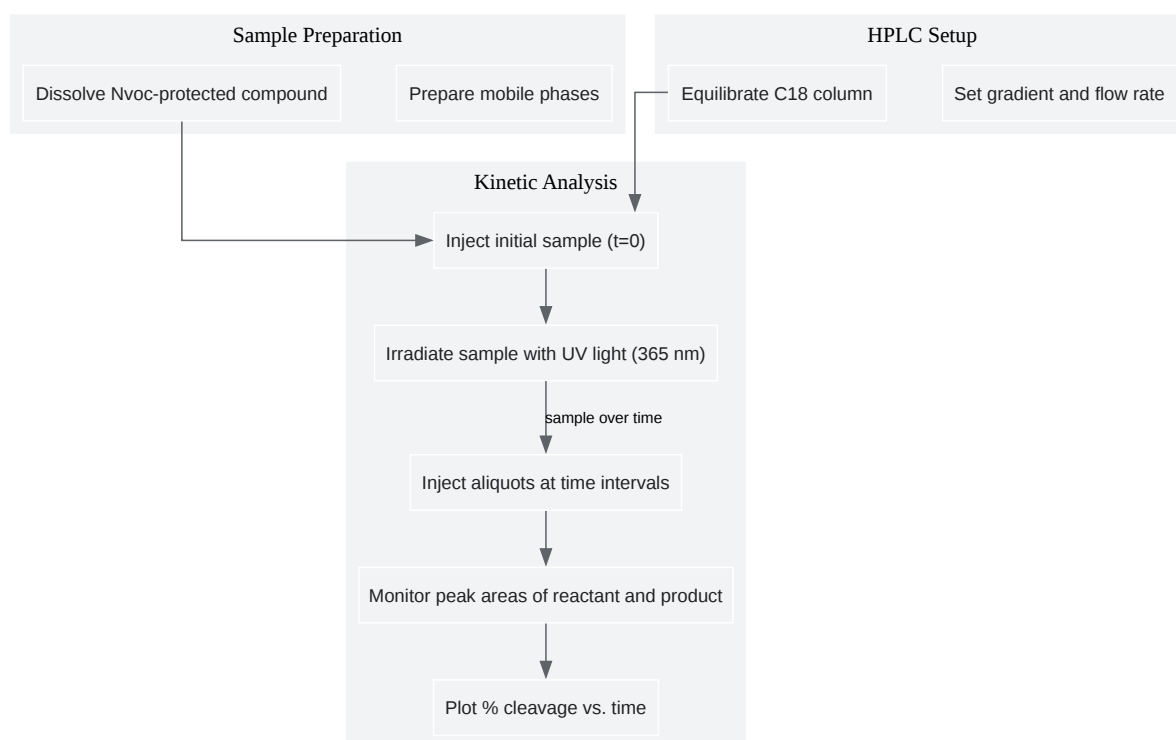 Sample Preparation
Dissolve Nvoc-protected compound
Prepare mobile phases
HPLC Setup
Equilibrate C18 column
Set gradient and flow rate
Kinetic Analysis
Inject initial sample (t=0)
Irradiate sample with UV light (365 nm)
sample over time
Inject aliquots at time intervals
Monitor peak areas of reactant and product
Plot % cleavage vs. time